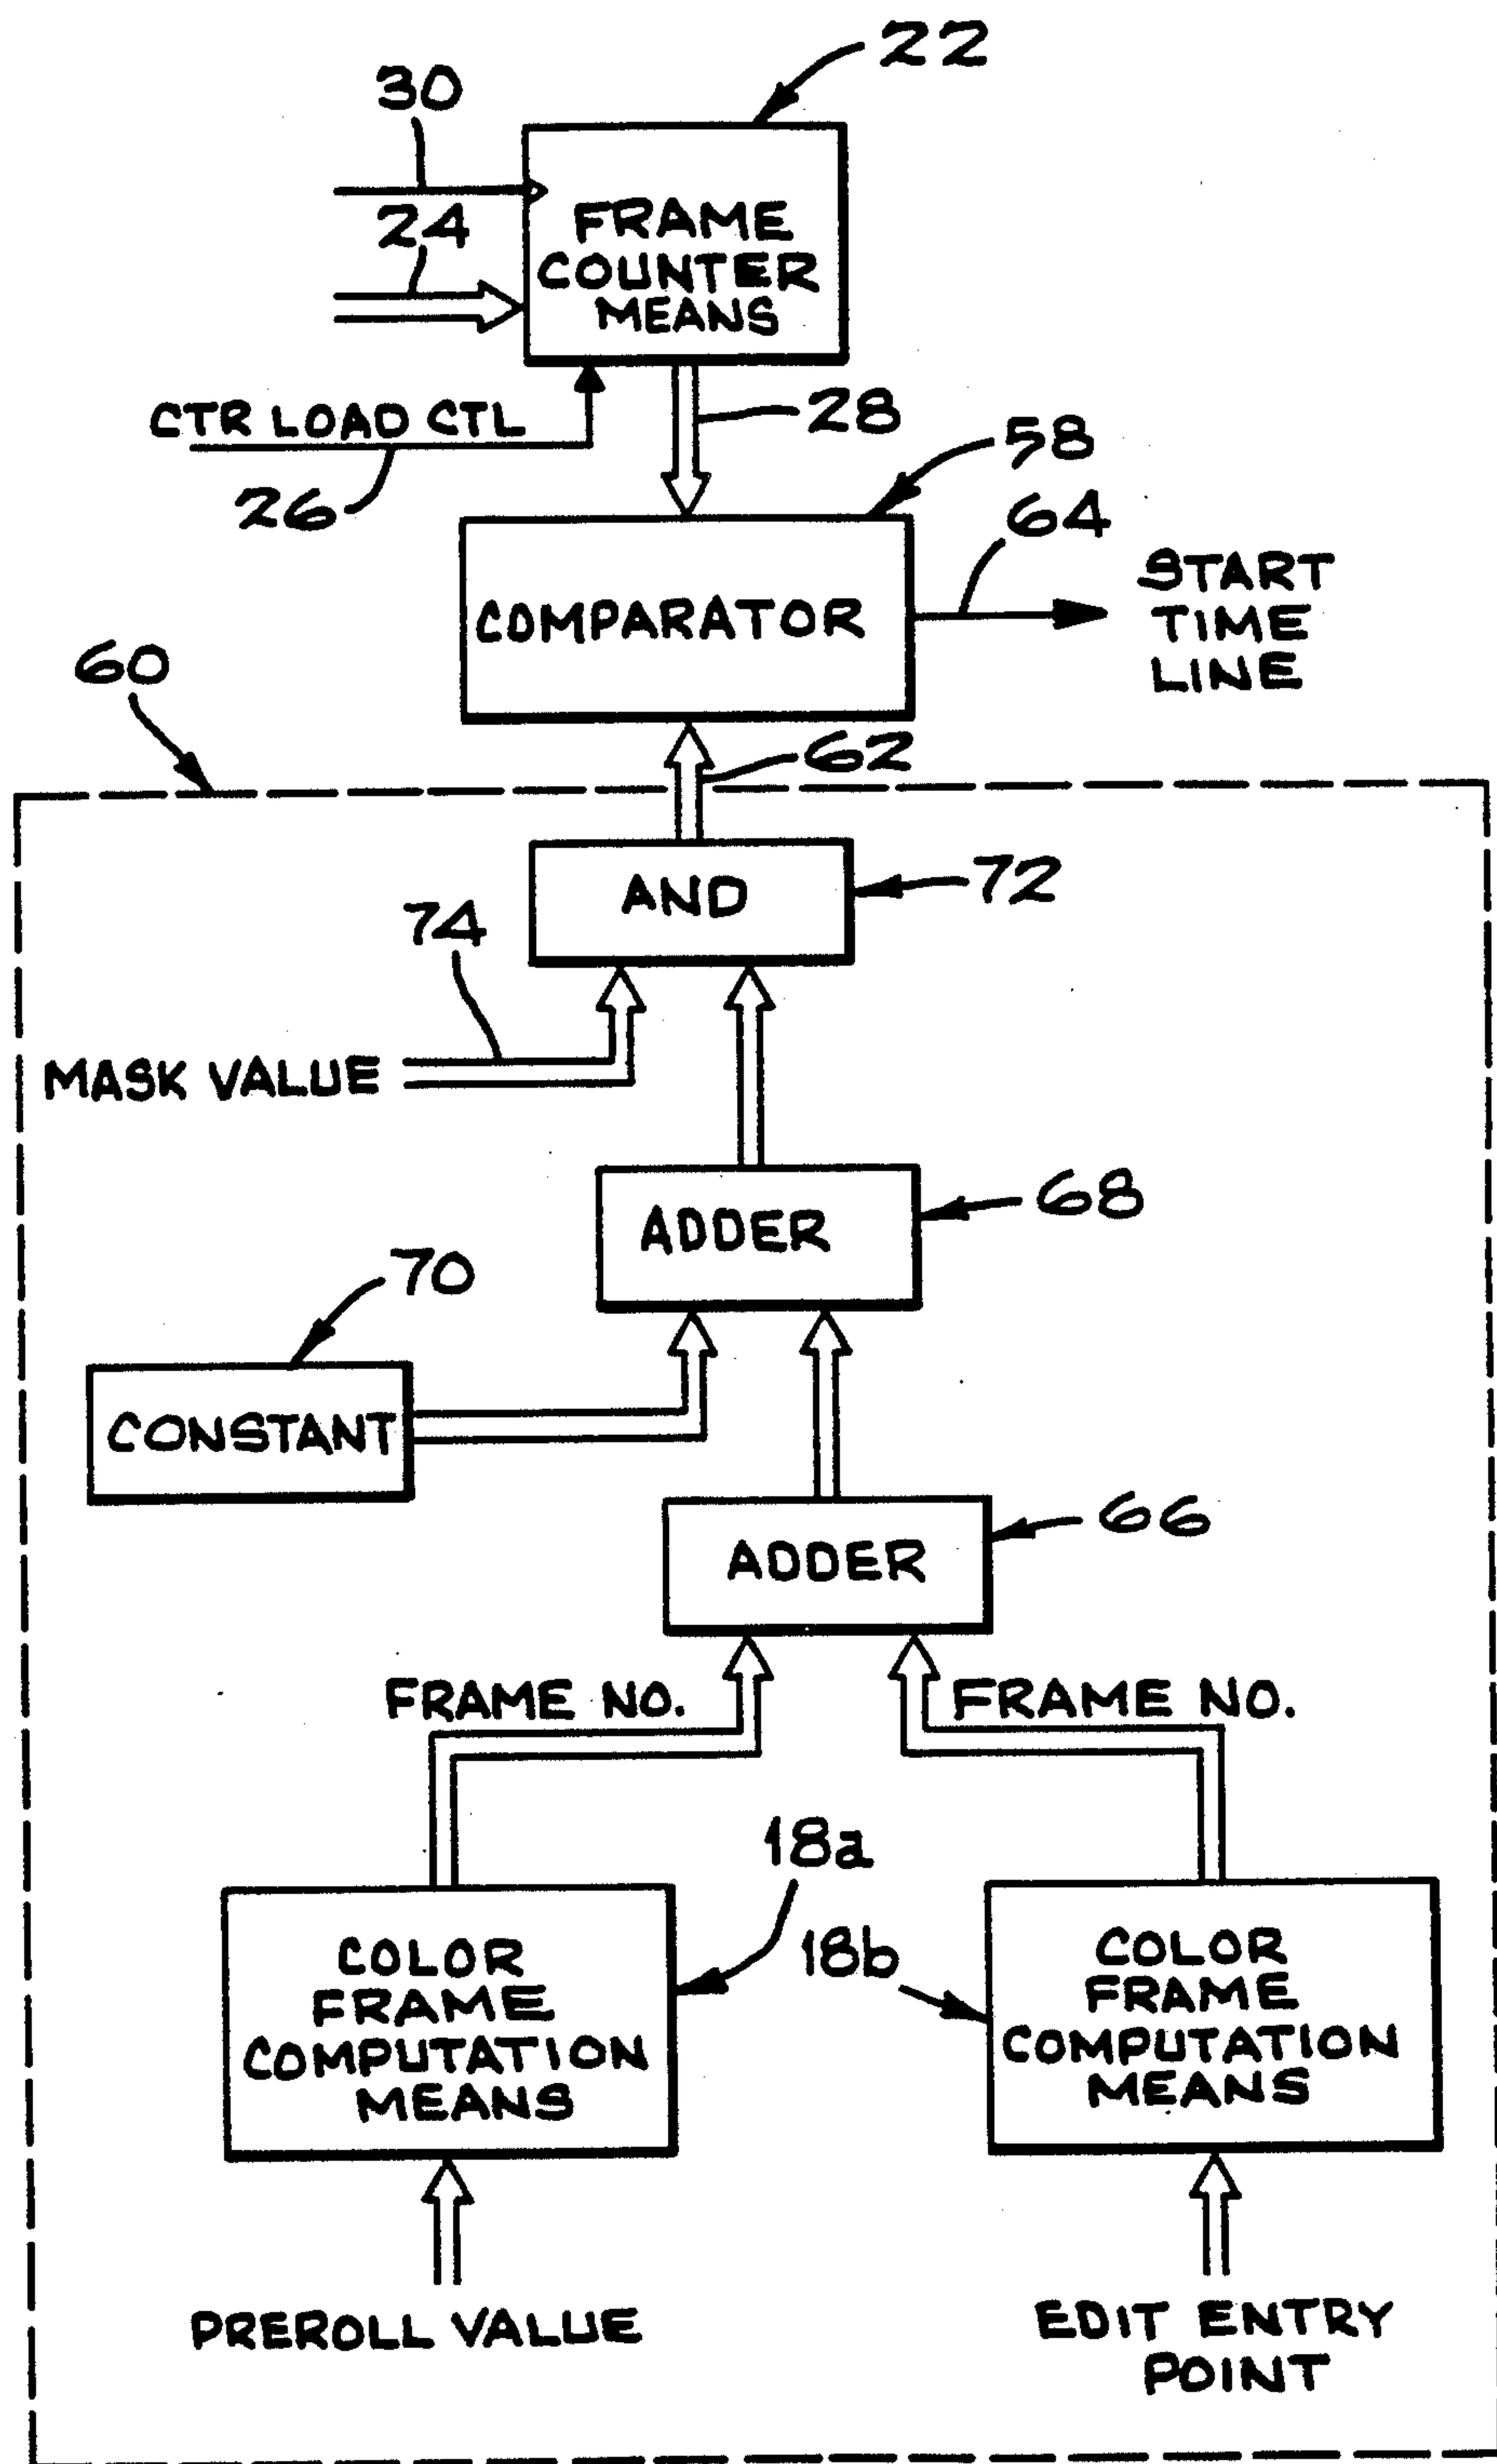 22
30
24
FRAME
COUNTER
MEANS
CTR LOAD CTL
28
26
58
64
COMPARATOR
START
TIME
LINE
60
62
AND
72
74
MASK VALUE
68
ADDER
70
CONSTANT
66
ADDER
FRAME NO.
FRAME NO.
18a
18b
COLOR
FRAME
COMPUTATION
MEANS
COLOR
FRAME
COMPUTATION
MEANS
PREROLL VALUE
EDIT ENTRY
POINT